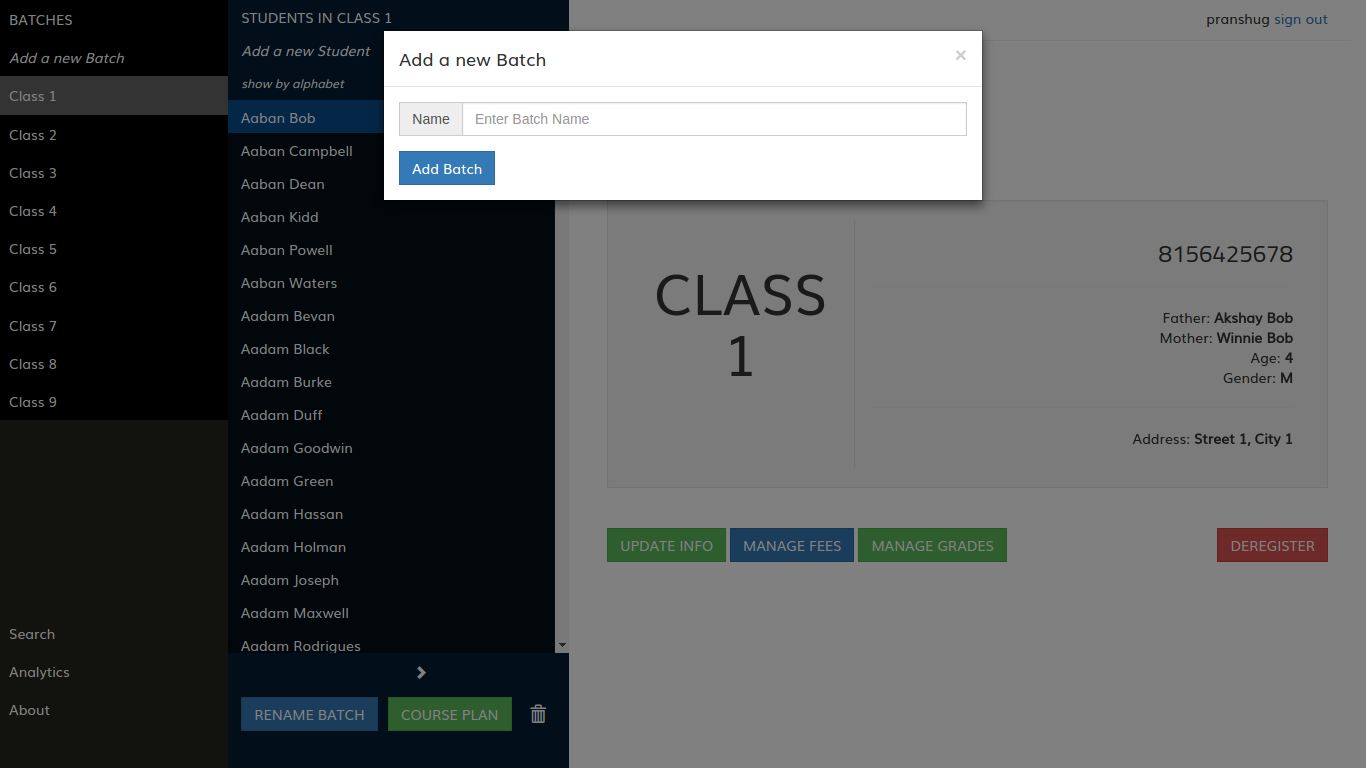 BATCHES
Add a new Batch
Class 1
Class 2
Class 3
Class 4
Class 5
Class 6
Class 7
Class 8
Class 9
Search
Analytics
About
STUDENTS IN CLASS 1
Add a new Student
show by alphabet
Aaban Bob
Aaban Campbell
Aaban Dean
Aaban Kidd
Aaban Powell
Aaban Waters
Aadam Bevan
Aadam Black
Aadam Burke
Aadam Duff
Aadam Goodwin
Aadam Green
Aadam Hassan
Aadam Holman
Aadam Joseph
Aadam Maxwell
Aadam Rodrigues
RENAME BATCH COURSE PLAN
Add a new Batch ×
Name Enter Batch Name
Add Batch
pranshug sign out
CLASS
1
8156425678
Father: Akshay Bob
Mother: Winnie Bob
Age: 4
Gender: M
Address: Street 1, City 1
UPDATE INFO MANAGE FEES MANAGE GRADES DEREGISTER